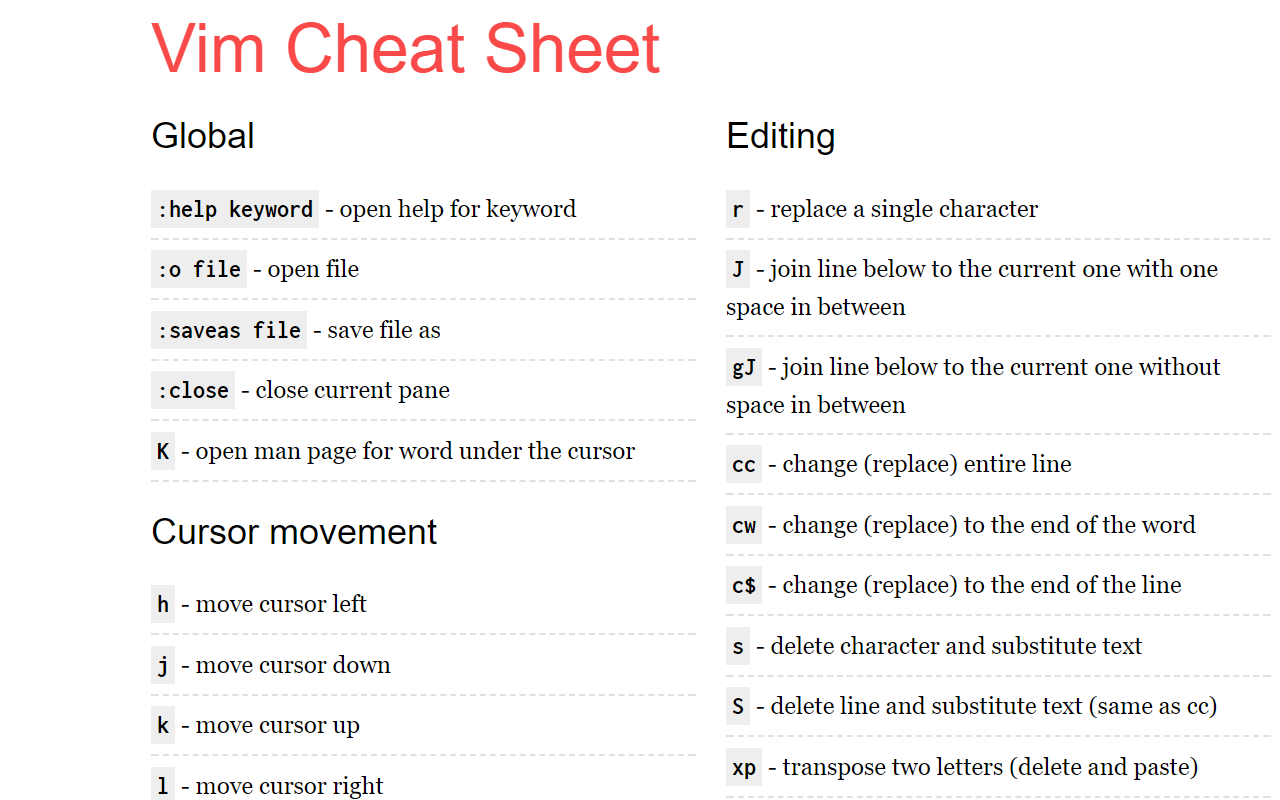 Vim Cheat Sheet
Global
:help keyword - open help for keyword
:o file - open file
:saveas file - save file as
:close - close current pane
K - open man page for word under the cursor
Cursor movement
h - move cursor left
j - move cursor down
k - move cursor up
l - move cursor right
Editing
r - replace a single character
J - join line below to the current one with one
space in between
gJ - join line below to the current one without
space in between
cc - change (replace) entire line
cw - change (replace) to the end of the word
c$ - change (replace) to the end of the line
s - delete character and substitute text
S - delete line and substitute text (same as cc)
xp - transpose two letters (delete and paste)